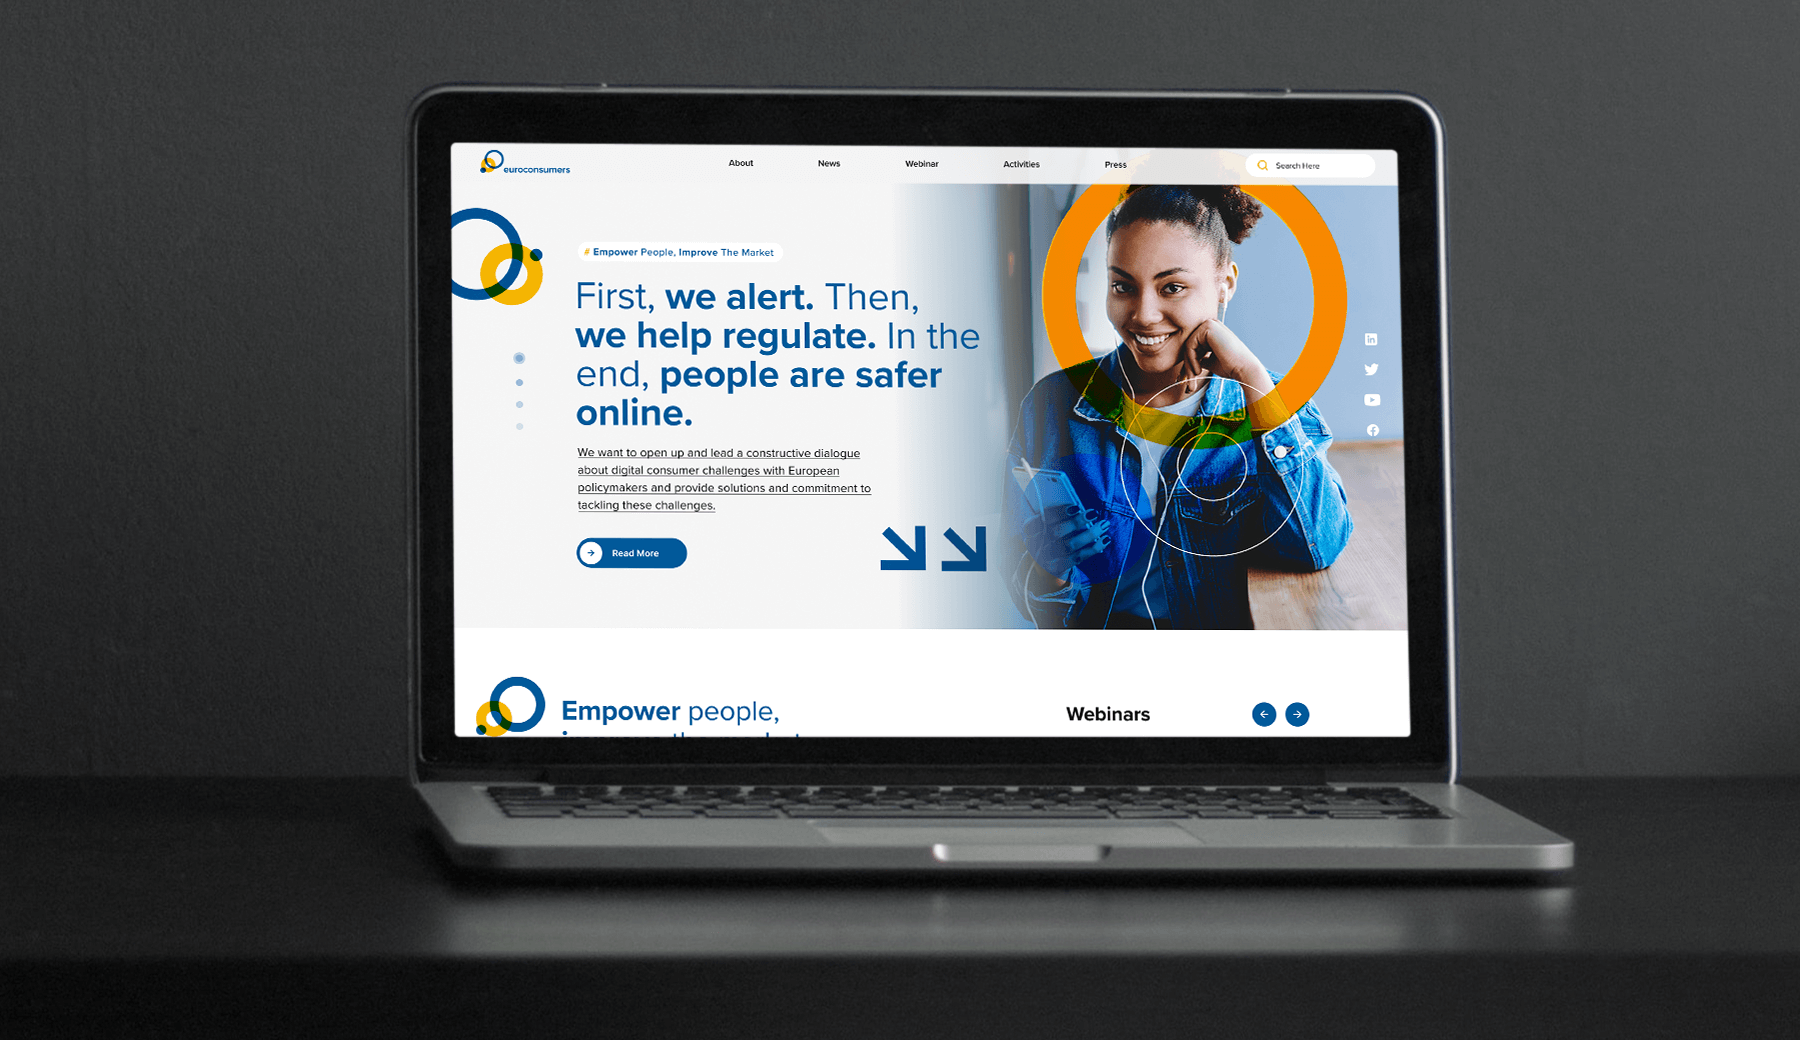 euroconsumers
About
News
Webinar
Activities
Press
Search Here
# Empower People, Improve The Market
First, we alert. Then,
we help regulate. In the
end, people are safer
online.
We want to open up and lead a constructive dialogue
about digital consumer challenges with European
policymakers and provide solutions and commitment to
tackling these challenges.
Read More
Empower people,
improve the market
Webinars